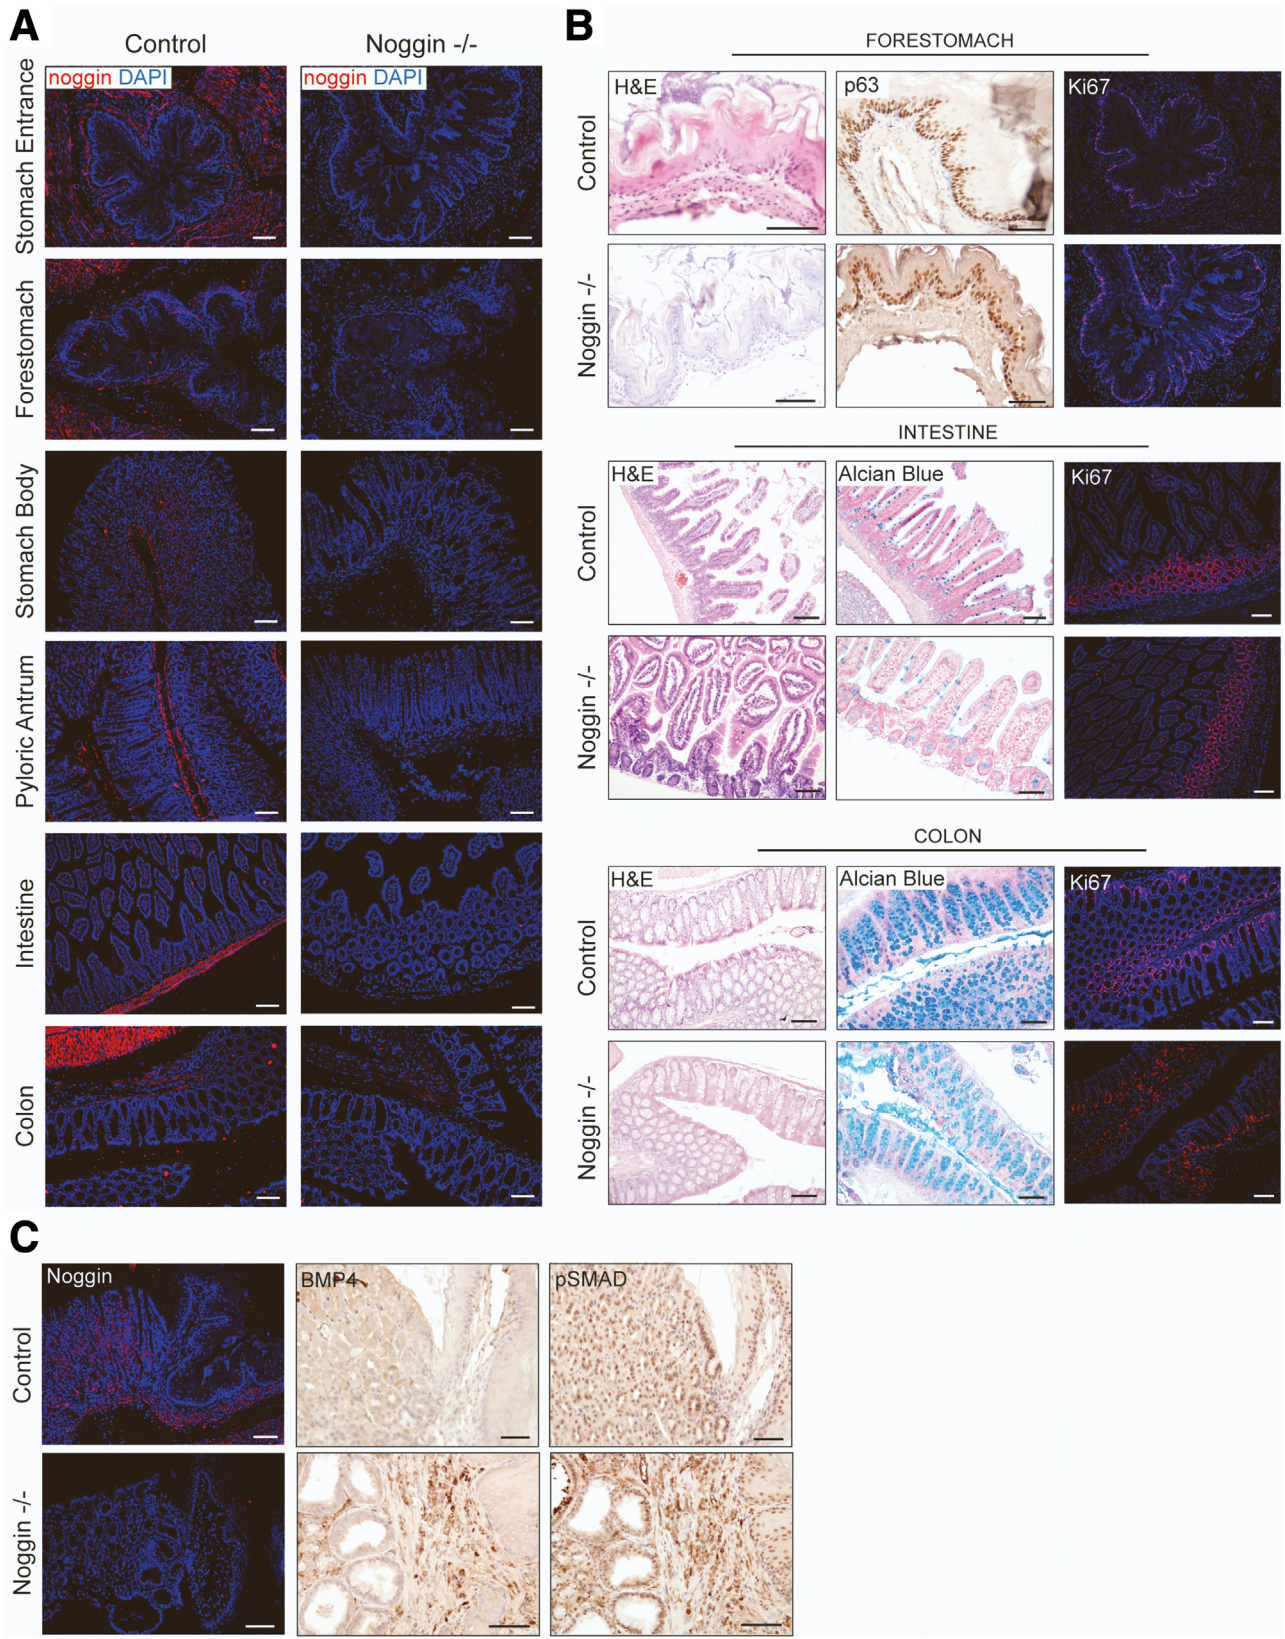 A
Control
Noggin -/-
Stomach Entrance
noggin DAPI
noggin DAPI
Forestomach
Stomach Body
Pyloric Antrum
Intestine
Colon
B
FORESTOMACH
Control
H&E
p63
Ki67
Noggin -/-
INTESTINE
Control
H&E
Alcian Blue
Ki67
Noggin -/-
COLON
Control
H&E
Alcian Blue
Ki67
Noggin -/-
C
Control
Noggin
BMP4
pSMAD
Noggin -/-